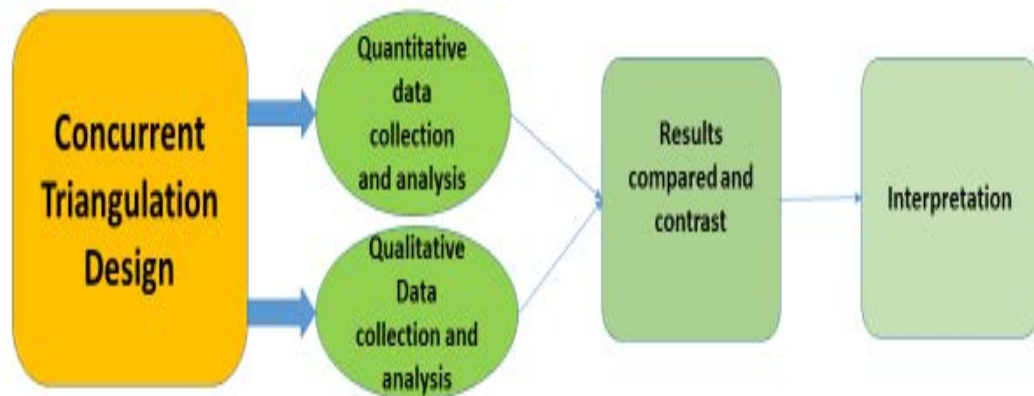 Concurrent
Triangulation
Design
Quantitative
data
collection
and analysis
Qualitative
Data
collection and
analysis
Results
compared and
contrast
Interpretation